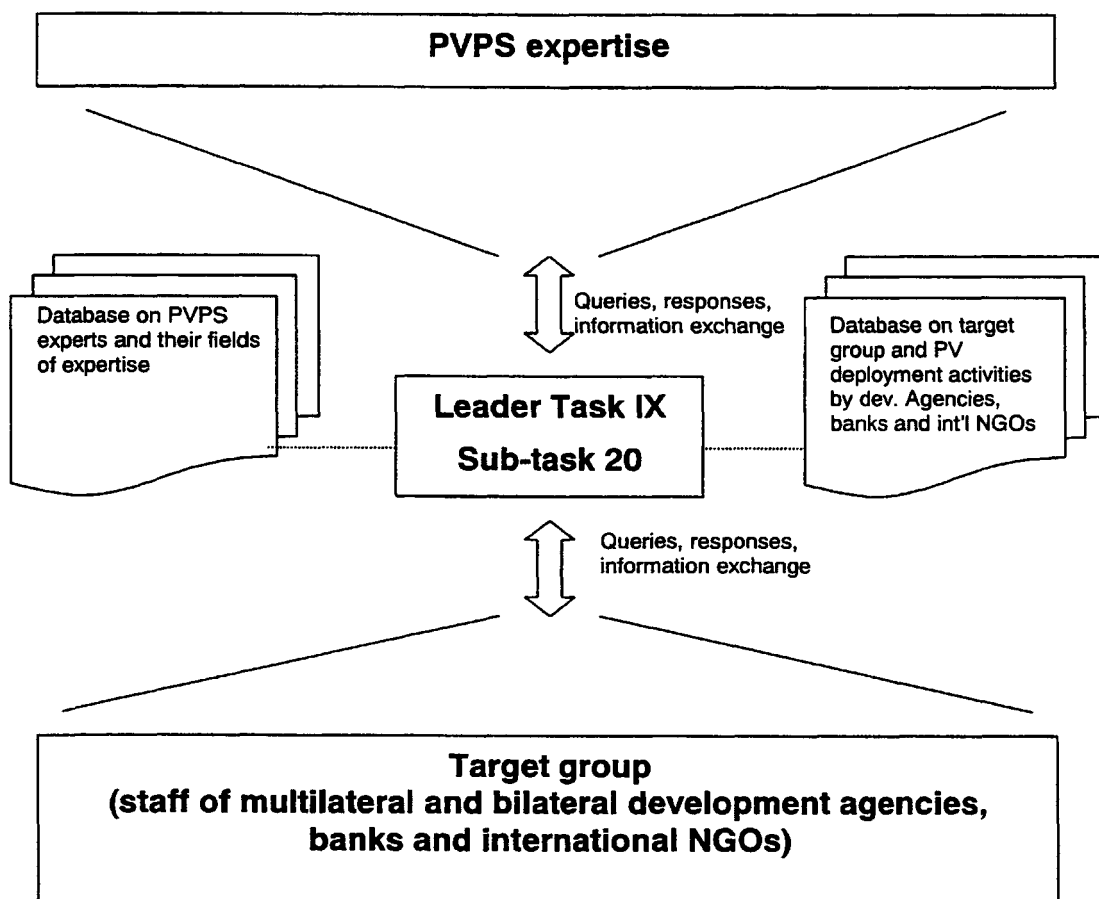 PVPS expertise
Queries, responses,
information exchange
Database on PVPS
experts and their fields
of expertise
Leader Task IX
Sub-task 20
Database on target
group and PV
deployment activities
by dev. Agencies,
banks and int'l NGOs
Queries, responses,
information exchange
Target group
(staff of multilateral and bilateral development agencies,
banks and international NGOs)